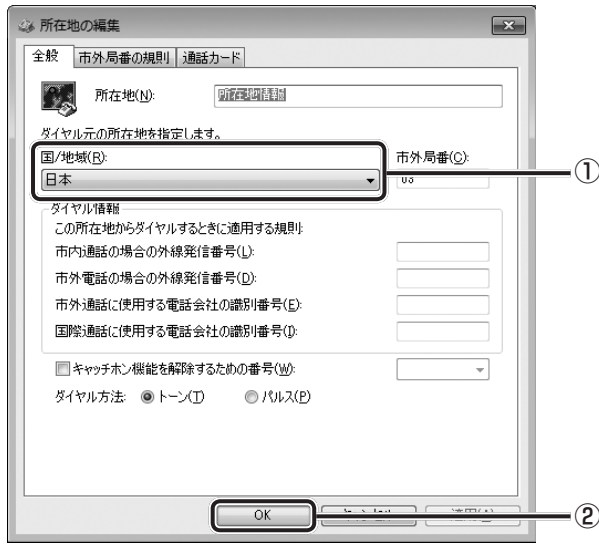 所在地の編集
全般 市外局番の規則 通話カード
所在地(N): 所在地情報
ダイヤル元の所在地を指定します。
国/地域(R): 市外局番(C):
日本 03
①
ダイヤル情報
この所在地からダイヤルするときに適用する規則:
市内通話の場合の外線発信番号(L):
市外電話の場合の外線発信番号(D):
市外通話に使用する電話会社の識別番号(E):
国際通話に使用する電話会社の識別番号(I):
キャッチホン機能を解除するための番号(W):
ダイヤル方法: トーン(T) パルス(P)
OK
②